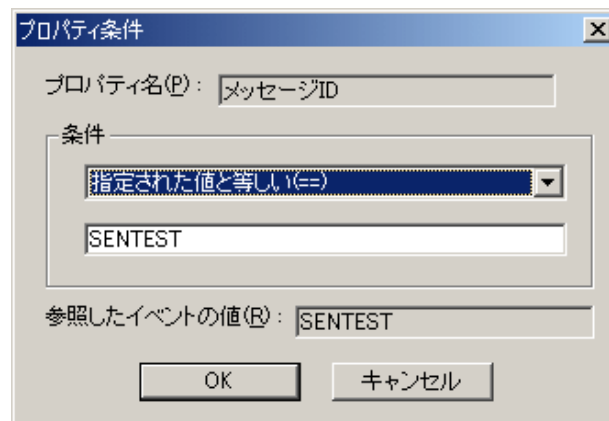 プロパティ条件
プロパティ名(P): メッセージID
条件
指定された値と等しい(==)
SENTEST
参照したイベントの値(R): SENTEST
OK キャンセル